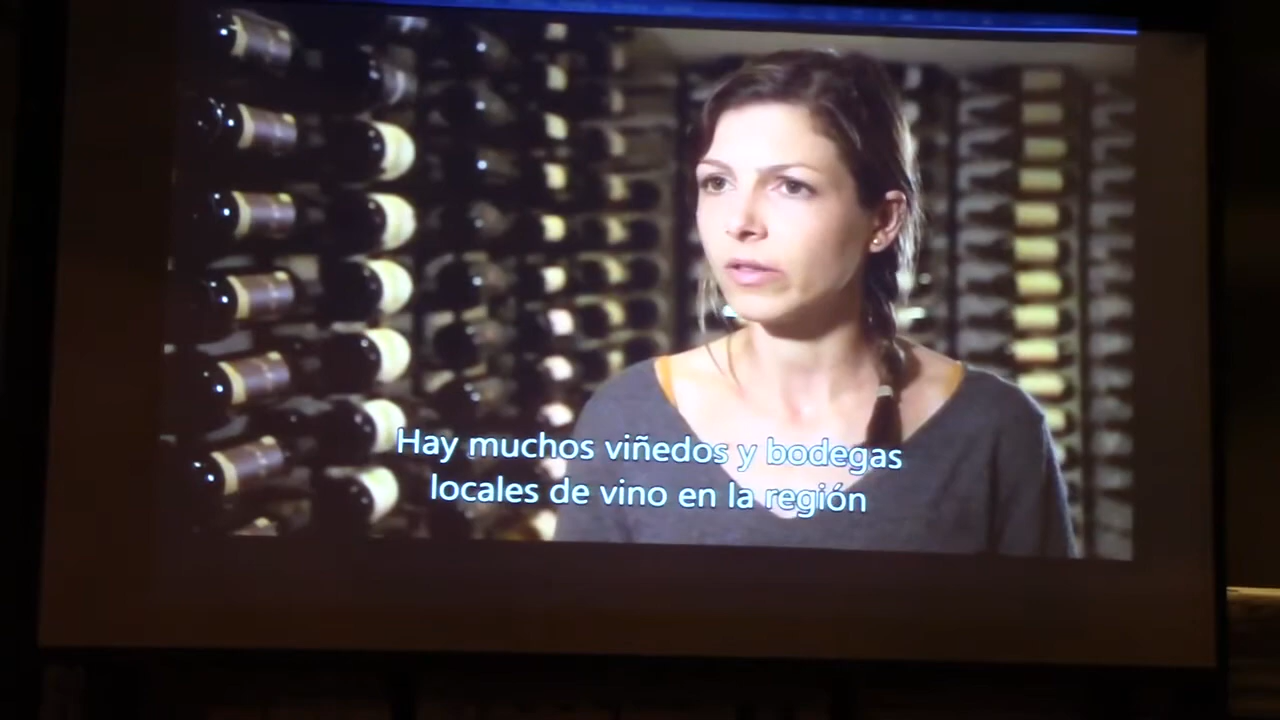 Hay muchos viñedos y bodegas
locales de vino en la región